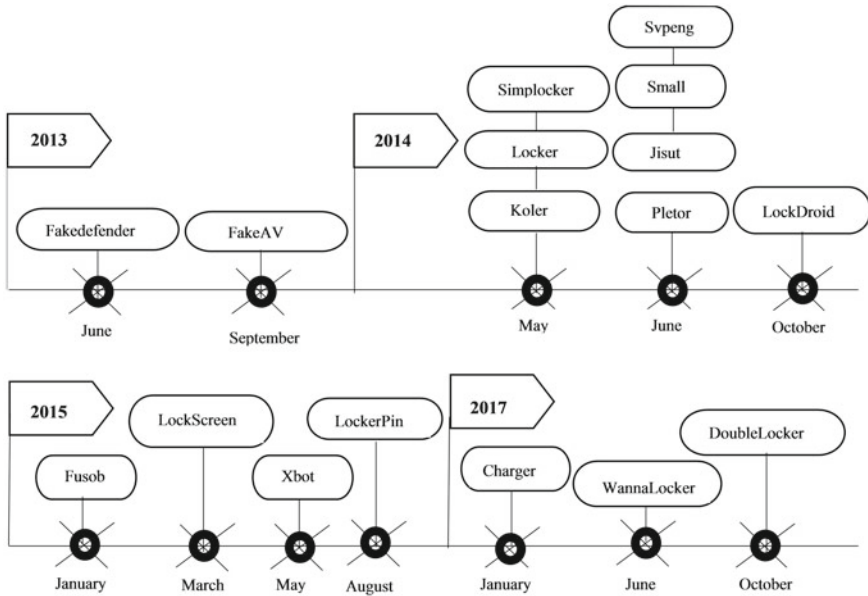 Svpeng
Simplocker
Small
2013
2014
Locker
Jisut
Fakedefender
FakeAV
Koler
Pletor
LockDroid
June
September
May
June
October
2015
LockScreen
LockerPin
2017
DoubleLocker
Fusob
Xbot
Charger
WannaLocker
January
March
May
August
January
June
October